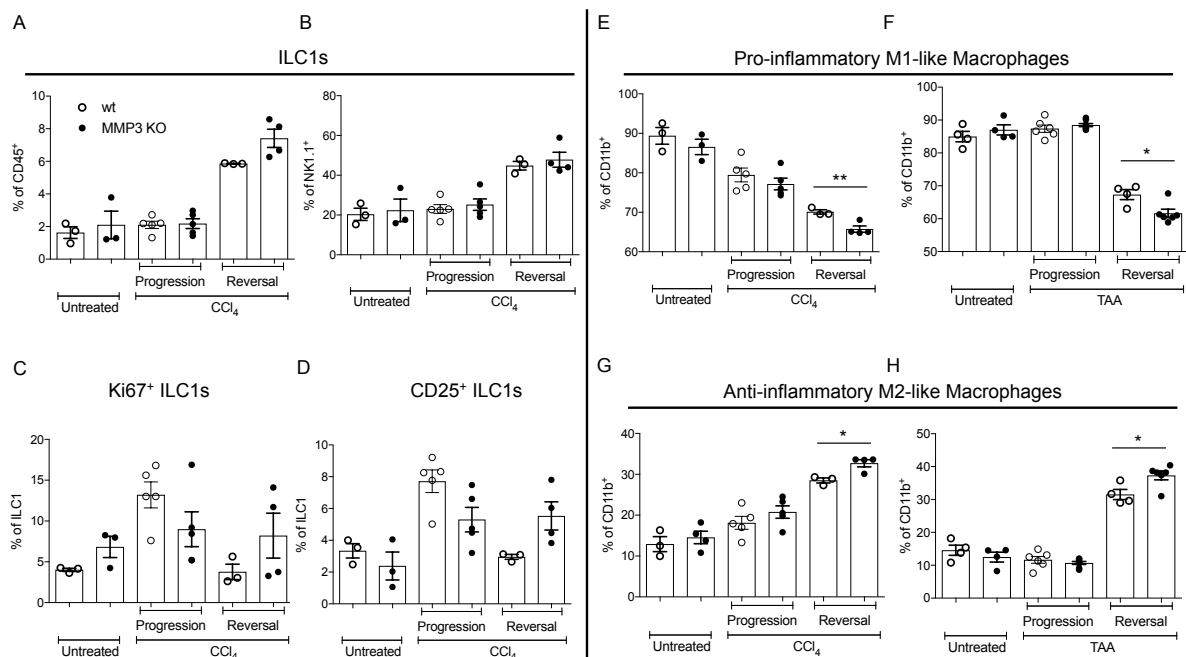 A
B
ILC1s
wt
MMP3 KO
% of CD45⁺
10
8
6
4
2
0
Progression
Reversal
Untreated
CCl₄
% of NK1.1⁺
80
60
40
20
0
Progression
Reversal
Untreated
CCl₄
C
Ki67⁺ ILC1s
% of ILC1
20
15
10
5
0
Progression
Reversal
Untreated
CCl₄
D
CD25⁺ ILC1s
% of ILC1
10
8
6
4
2
0
Progression
Reversal
Untreated
CCl₄
E
F
Pro-inflammatory M1-like Macrophages
% of CD11b⁺
100
90
80
70
60
**
Progression
Reversal
Untreated
CCl₄
% of CD11b⁺
100
90
80
70
60
50
*
Progression
Reversal
Untreated
TAA
G
H
Anti-inflammatory M2-like Macrophages
% of CD11b⁺
40
30
20
10
0
*
Progression
Reversal
Untreated
CCl₄
% of CD11b⁺
50
40
30
20
10
0
*
Progression
Reversal
Untreated
TAA